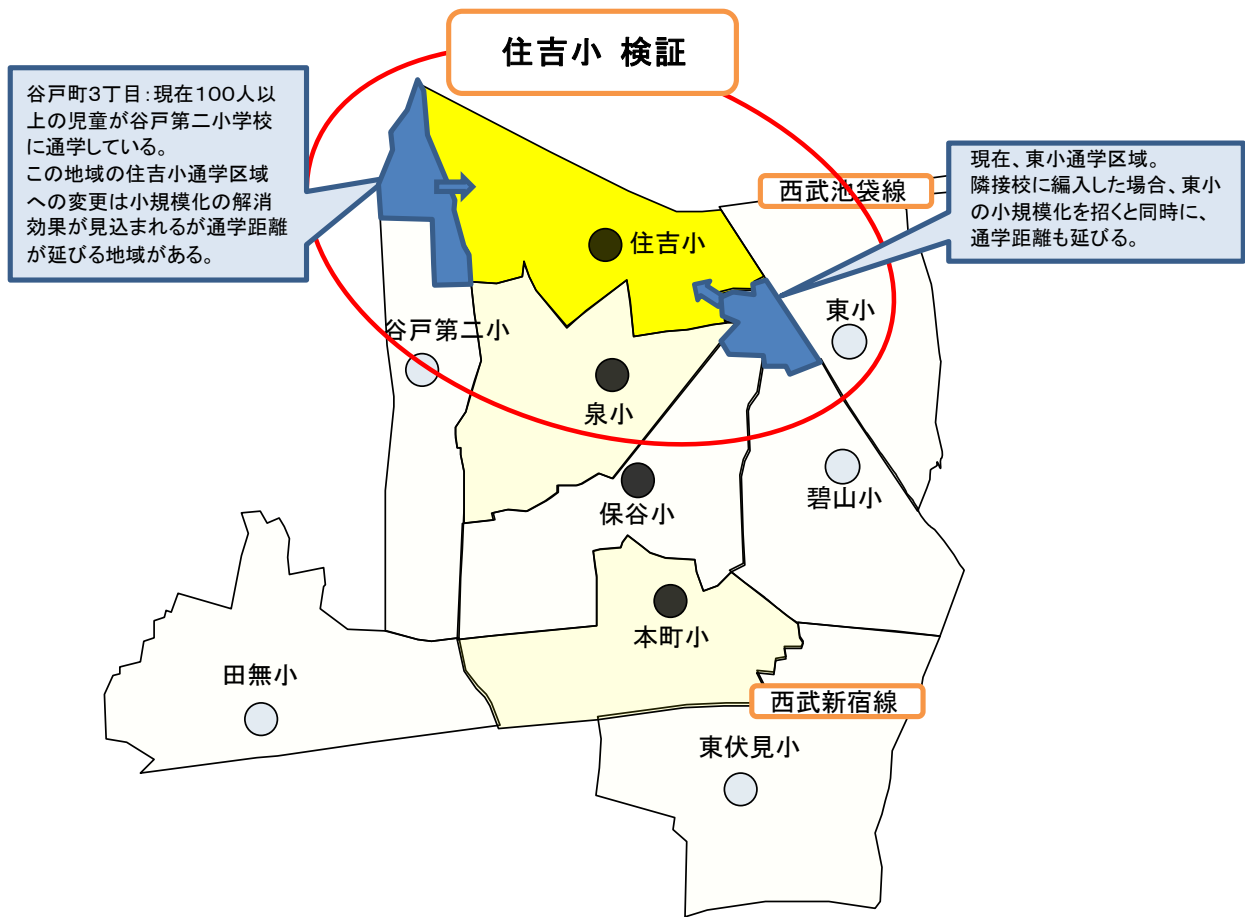 住吉小 検証
谷戸町3丁目:現在100人以
上の児童が谷戸第二小学校
に通学している。
この地域の住吉小通学区域
への変更は小規模化の解消
効果が見込まれるが通学距離
が延びる地域がある。
現在、東小通学区域。
隣接校に編入した場合、東小
の小規模化を招くと同時に、
通学距離も延びる。
西武池袋線
住吉小
東小
谷戸第二小
泉小
碧山小
保谷小
本町小
田無小
西武新宿線
東伏見小